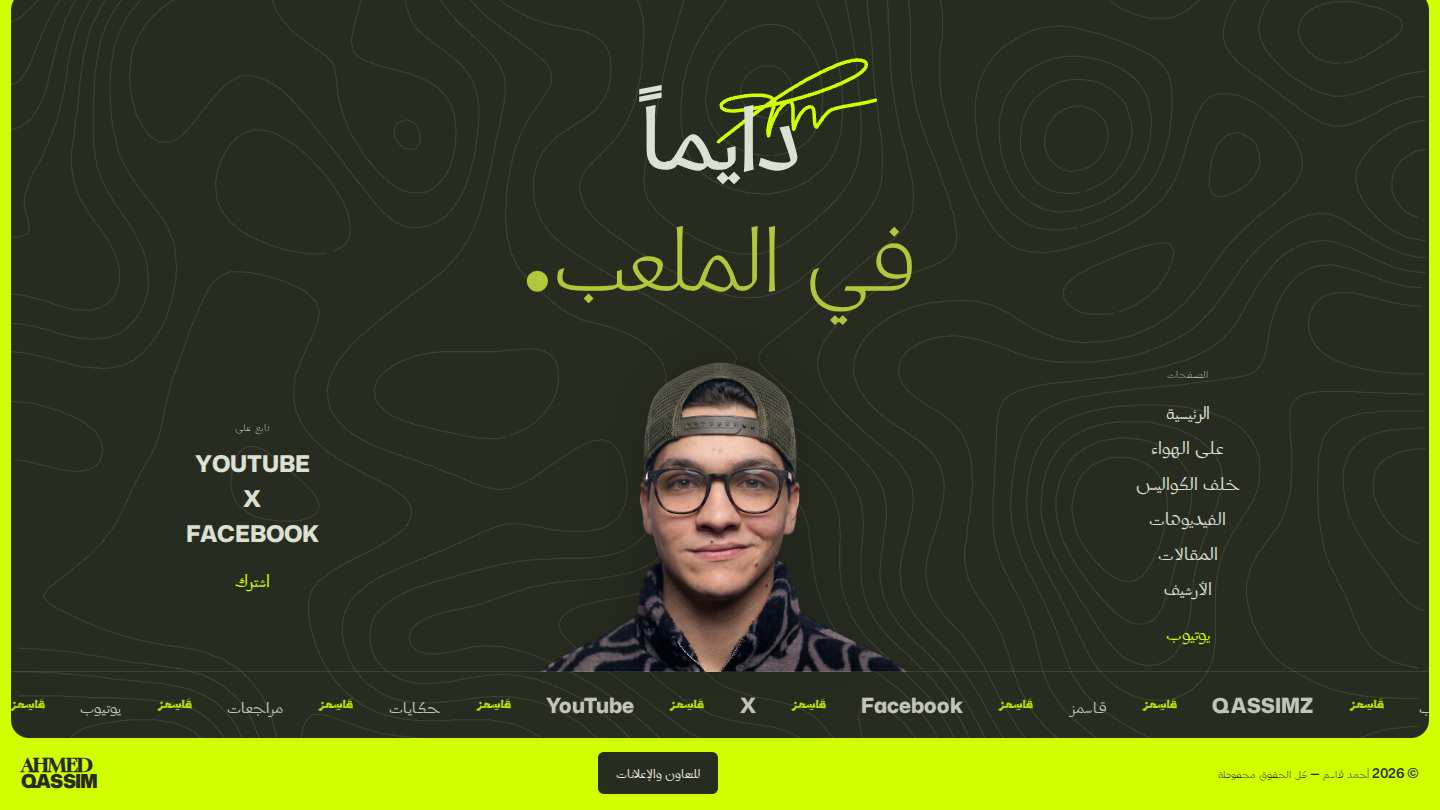 دايماً
في الملعب.
الصفحات
الرئيسية
على الهواء
خلف الكواليس
الفيديوهات
المقالات
الأرشيف
يوتيوب
تابع على
YOUTUBE
X
FACEBOOK
اشترك
قاسمز يوتيوب قاسمز مراجعات قاسمز حكايات قاسمز YouTube قاسمز X قاسمز Facebook قاسمز قاسمز قاسمز QASSIMZ قاسمز
© 2026 أحمد قاسم — كل الحقوق محفوظة
للتعاون والإعلانات
AHMED
QASSIM